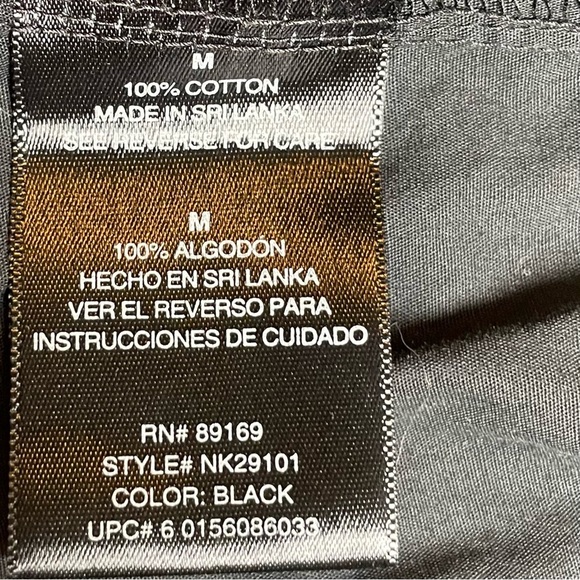 M
100% COTTON
MADE IN SRI LANKA
SEE REVERSE FOR CARE
M
100% ALGODÓN
HECHO EN SRI LANKA
VER EL REVERSO PARA
INSTRUCCIONES DE CUIDADO
RN# 89169
STYLE# NK29101
COLOR: BLACK
UPC# 6 0156086033